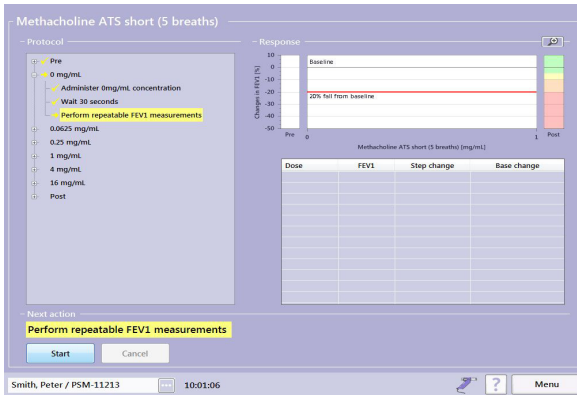 Methacholine ATS short (5 breaths)
Protocol
Pre
0 mg/mL
Administer 0mg/mL concentration
Wait 30 seconds
Perform repeatable FEV1 measurements
0.0625 mg/mL
0.25 mg/mL
1 mg/mL
4 mg/mL
16 mg/mL
Post
Response
Changes in FEV1 [%]
10
0
-10
-20
-30
-40
-50
Baseline
20% fall from baseline
Pre
0
1
Post
Methacholine ATS short (5 breaths) [mg/mL]
Dose FEV1 Step change Base change
Next action
Perform repeatable FEV1 measurements
Start Cancel
Smith, Peter / PSM-11213 ... 10:01:06 ? Menu